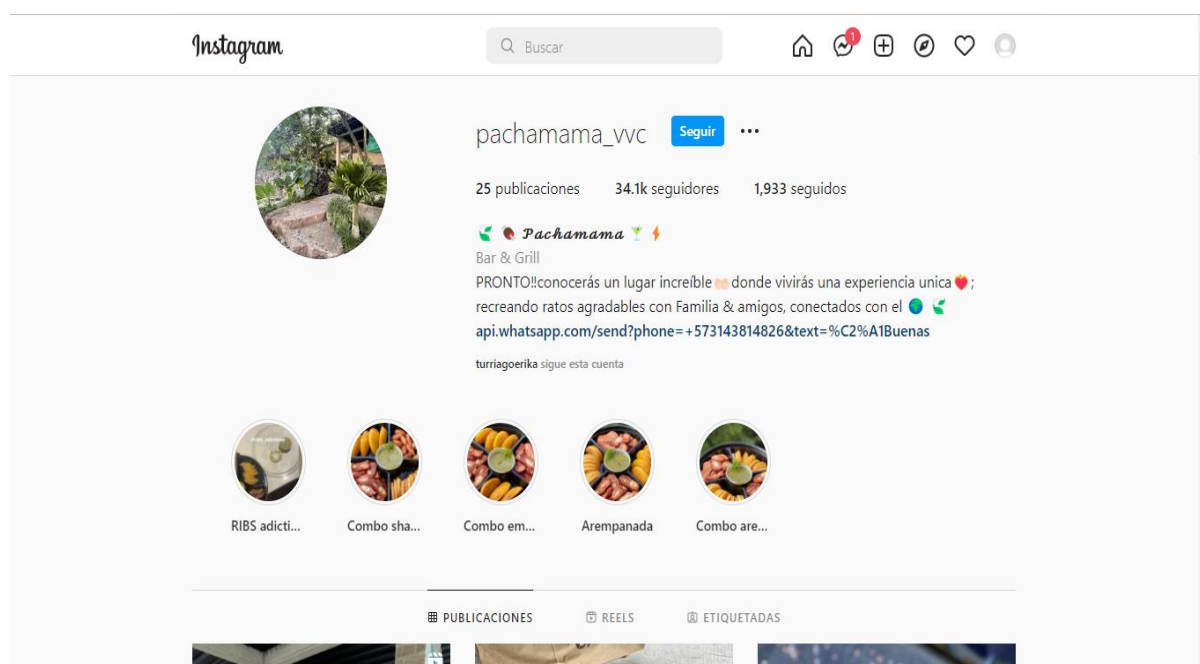 Instagram
Buscar
1
pachamama_vvc Seguir
25 publicaciones 34.1k seguidores 1,933 seguidos
🍃 🥀 𝓟𝓪𝓬𝓱𝓪𝓶𝓪𝓶𝓪 🍸 ⚡
Bar & Grill
PRONTO!!conocerás un lugar increíble 🤲🏻 donde vivirás una experiencia unica ❤️‍🔥 ;
recreando ratos agradables con Familia & amigos, conectados con el 🌎 🍃
api.whatsapp.com/send?phone=+573143814826&text=%C2%A1Buenas
turriagoerika sigue esta cuenta
RIBS adicti... Combo sha... Combo em... Arempanada Combo are...
PUBLICACIONES REELS ETIQUETADAS